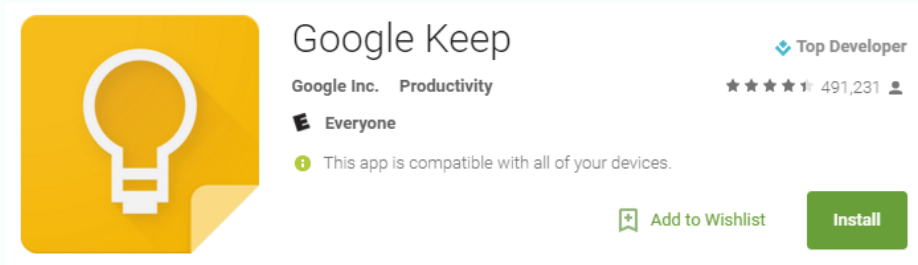 Google Keep
Top Developer
Google Inc. Productivity
491,231
E Everyone
This app is compatible with all of your devices.
Add to Wishlist
Install